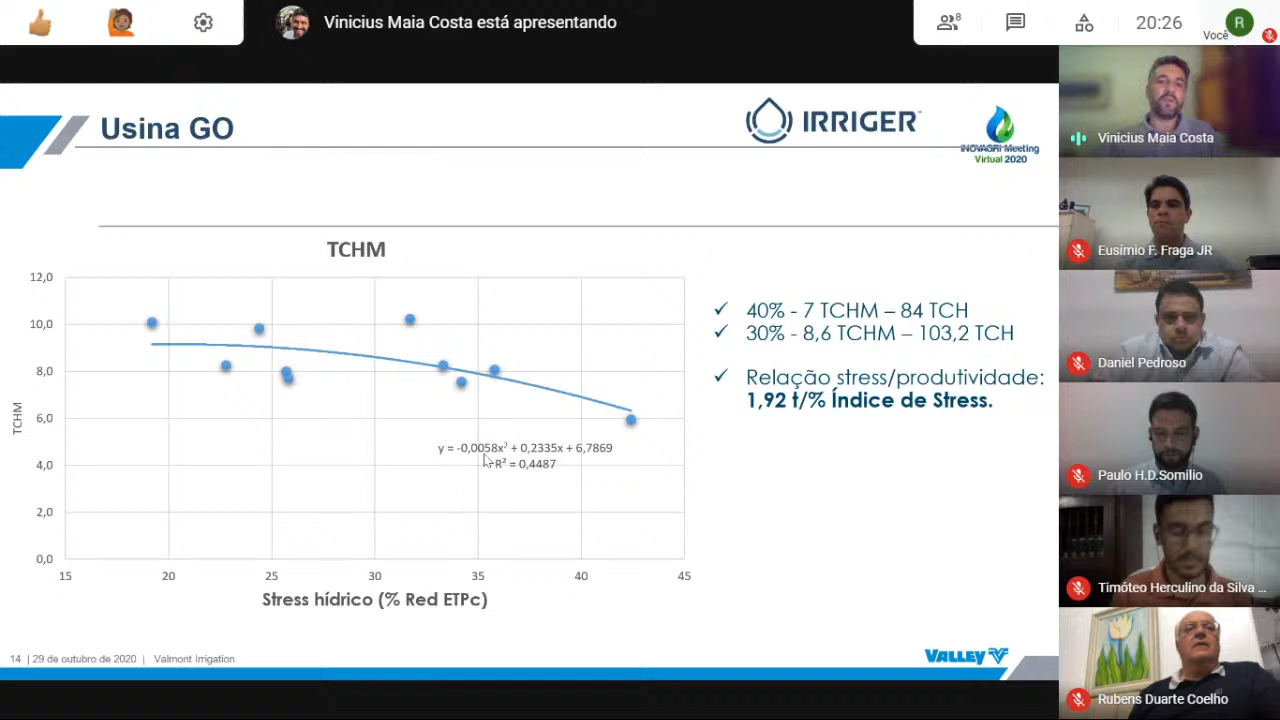 Vinicius Maia Costa está apresentando
8
20:26
Você
R
Usina GO
IRRIGER
INOVAGRI Meeting
Virtual 2020
TCHM
12,0
10,0
8,0
6,0
4,0
2,0
0,0
TCHM
y = -0,0058x² + 0,2335x + 6,7869
R² = 0,4487
15 20 25 30 35 40 45
Stress hídrico (% Red ETPc)
✓ 40% - 7 TCHM – 84 TCH
✓ 30% - 8,6 TCHM – 103,2 TCH
✓ Relação stress/produtividade:
1,92 t/% Índice de Stress.
14 | 29 de outubro de 2020 | Valmont Irrigation
VALLEY
Vinicius Maia Costa
Eusímio F. Fraga JR
Daniel Pedroso
Paulo H.D.Somilio
Timóteo Herculino da Silva ...
Rubens Duarte Coelho